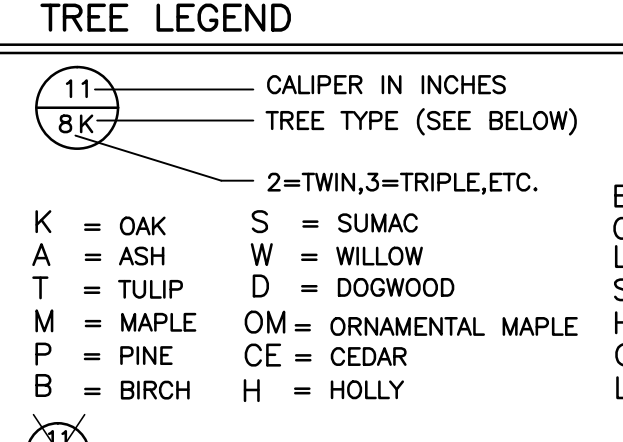 TREE LEGEND
11 CALIPER IN INCHES
8K TREE TYPE (SEE BELOW)
2=TWIN,3=TRIPLE,ETC.
K = OAK
A = ASH
T = TULIP
M = MAPLE
P = PINE
B = BIRCH
S = SUMAC
W = WILLOW
D = DOGWOOD
OM = ORNAMENTAL MAPLE
CE = CEDAR
H = HOLLY
11